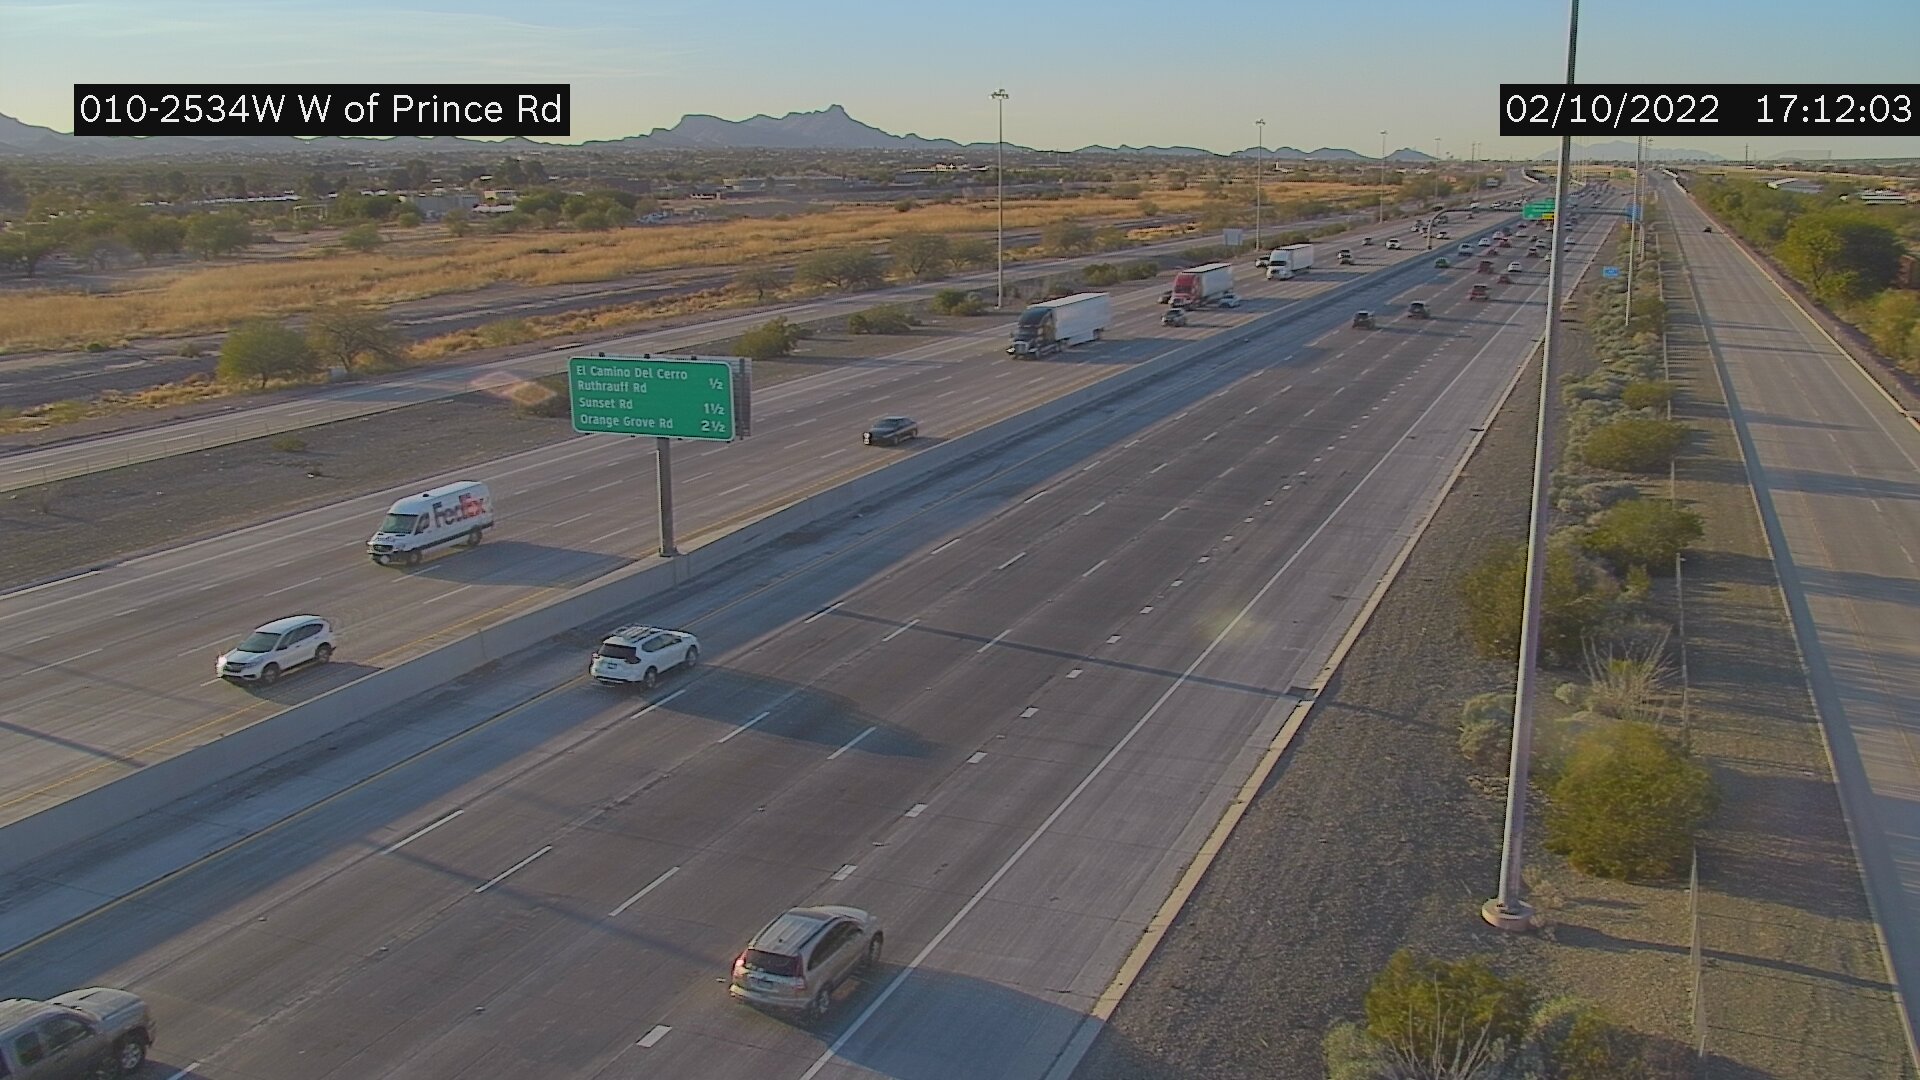 010-2534W W of Prince Rd
02/10/2022 17:12:03
El Camino Del Cerro
Ruthrauff Rd ½
Sunset Rd 1½
Orange Grove Rd 2½
FedEx